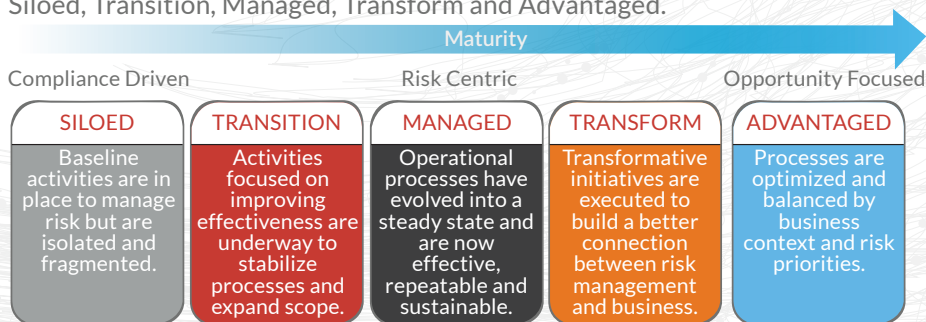 Siloed, Transition, Managed, Transform and Advantaged.
Maturity
Compliance Driven
Risk Centric
Opportunity Focused
SILOED
Baseline
activities are in
place to manage
risk but are
isolated and
fragmented.
TRANSITION
Activities
focused on
improving
effectiveness are
underway to
stabilize
processes and
expand scope.
MANAGED
Operational
processes have
evolved into a
steady state and
are now
effective,
repeatable and
sustainable.
TRANSFORM
Transformative
initiatives are
executed to
build a better
connection
between risk
management
and business.
ADVANTAGED
Processes are
optimized and
balanced by
business
context and risk
priorities.